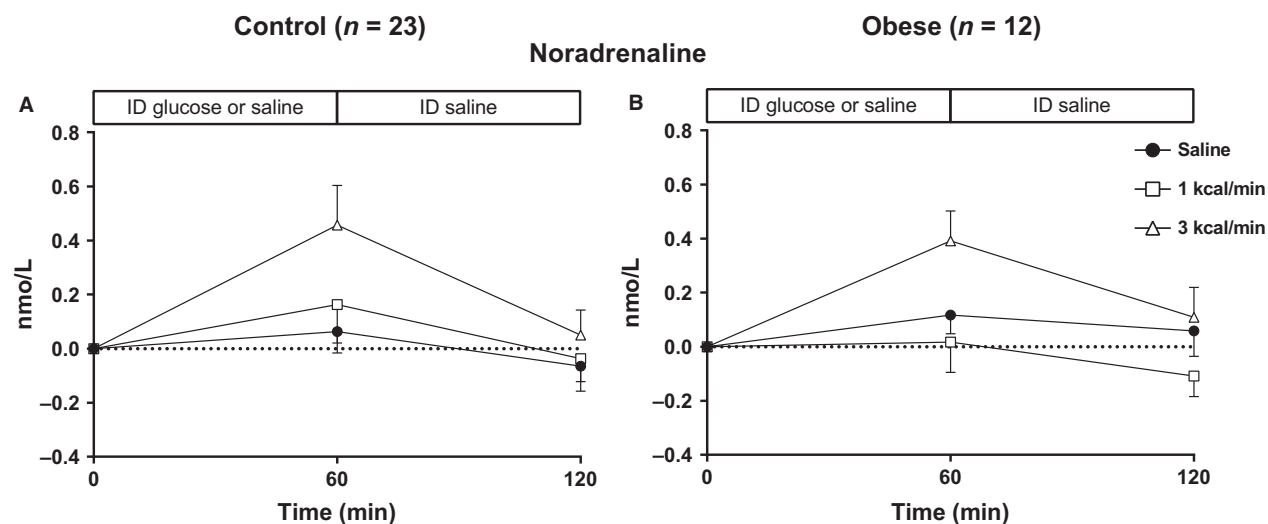 Control (n = 23)
Obese (n = 12)
Noradrenaline
A
ID glucose or saline
ID saline
nmo/L
0.8
0.6
0.4
0.2
0.0
–0.2
–0.4
0
60
120
Time (min)
B
ID glucose or saline
ID saline
nmo/L
0.8
0.6
0.4
0.2
0.0
–0.2
–0.4
0
60
120
Time (min)
Saline
1 kcal/min
3 kcal/min